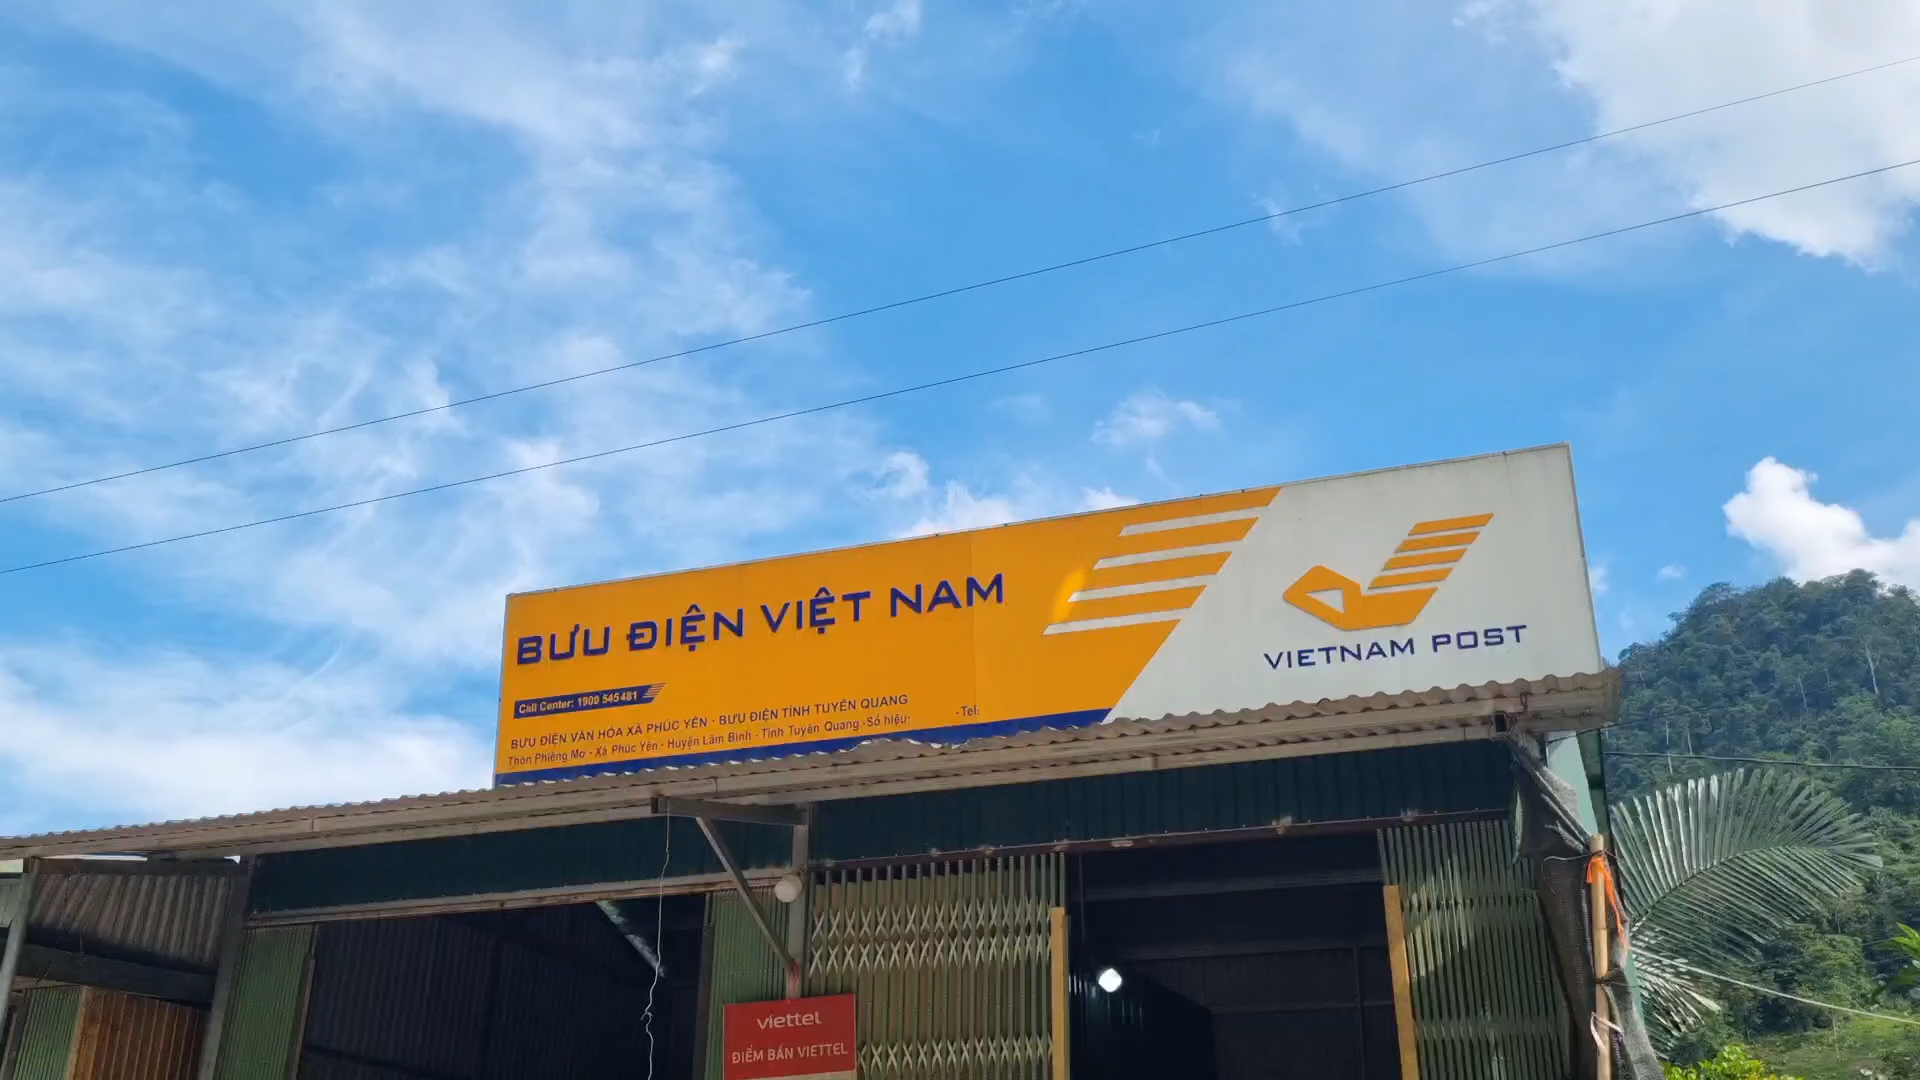 BƯU ĐIỆN VIỆT NAM
Call Center: 1900 545 481
BƯU ĐIỆN VĂN HÓA XÃ PHÚC YÊN - BƯU ĐIỆN TỈNH TUYÊN QUANG
Thôn Phiêng Mơ - Xã Phúc Yên - Huyện Lâm Bình - Tỉnh Tuyên Quang - Số hiệu: - Tel:
VIETNAM POST
viettel
ĐIỂM BÁN VIETTEL